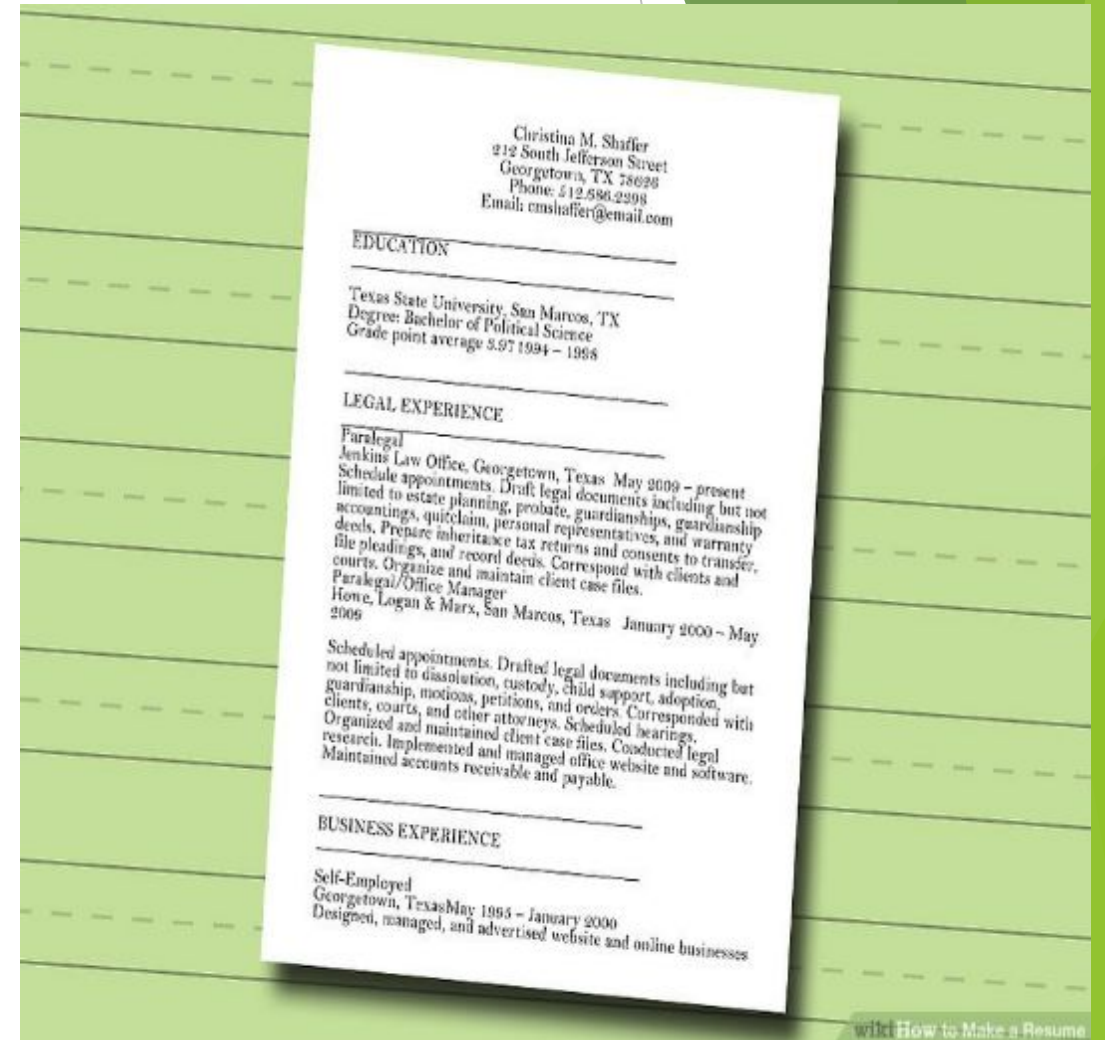 Christina M. Shaffer
212 South Jefferson Street
Georgetown, TX 78626
Phone: 512.586.2398
Email: cmshaffer@email.com
EDUCATION
Texas State University, San Marcos, TX
Degree: Bachelor of Political Science
Grade point average 3.97 1994 – 1998
LEGAL EXPERIENCE
Paralegal
Jenkins Law Office, Georgetown, Texas May 2009 – present
Schedule appointments. Draft legal documents including but not
limited to estate planning, probate, guardianships, guardianship
accountings, quitclaim, personal representatives, and warranty
deeds. Prepare inheritance tax returns and consents to transfer,
file pleadings, and record deeds. Correspond with clients and
courts. Organize and maintain client case files.
Paralegal/Office Manager
Howe, Logan & Marx, San Marcos, Texas January 2000 – May
2009
Scheduled appointments. Drafted legal documents including but
not limited to dissolution, custody, child support, adoption,
guardianship, motions, petitions, and orders. Corresponded with
clients, courts, and other attorneys. Scheduled hearings.
Organized and maintained client case files. Conducted legal
research. Implemented and managed office website and software.
Maintained accounts receivable and payable.
BUSINESS EXPERIENCE
Self-Employed
Georgetown, TexasMay 1995 – January 2000
Designed, managed, and advertised website and online businesses
wikiHow to Make a Resume